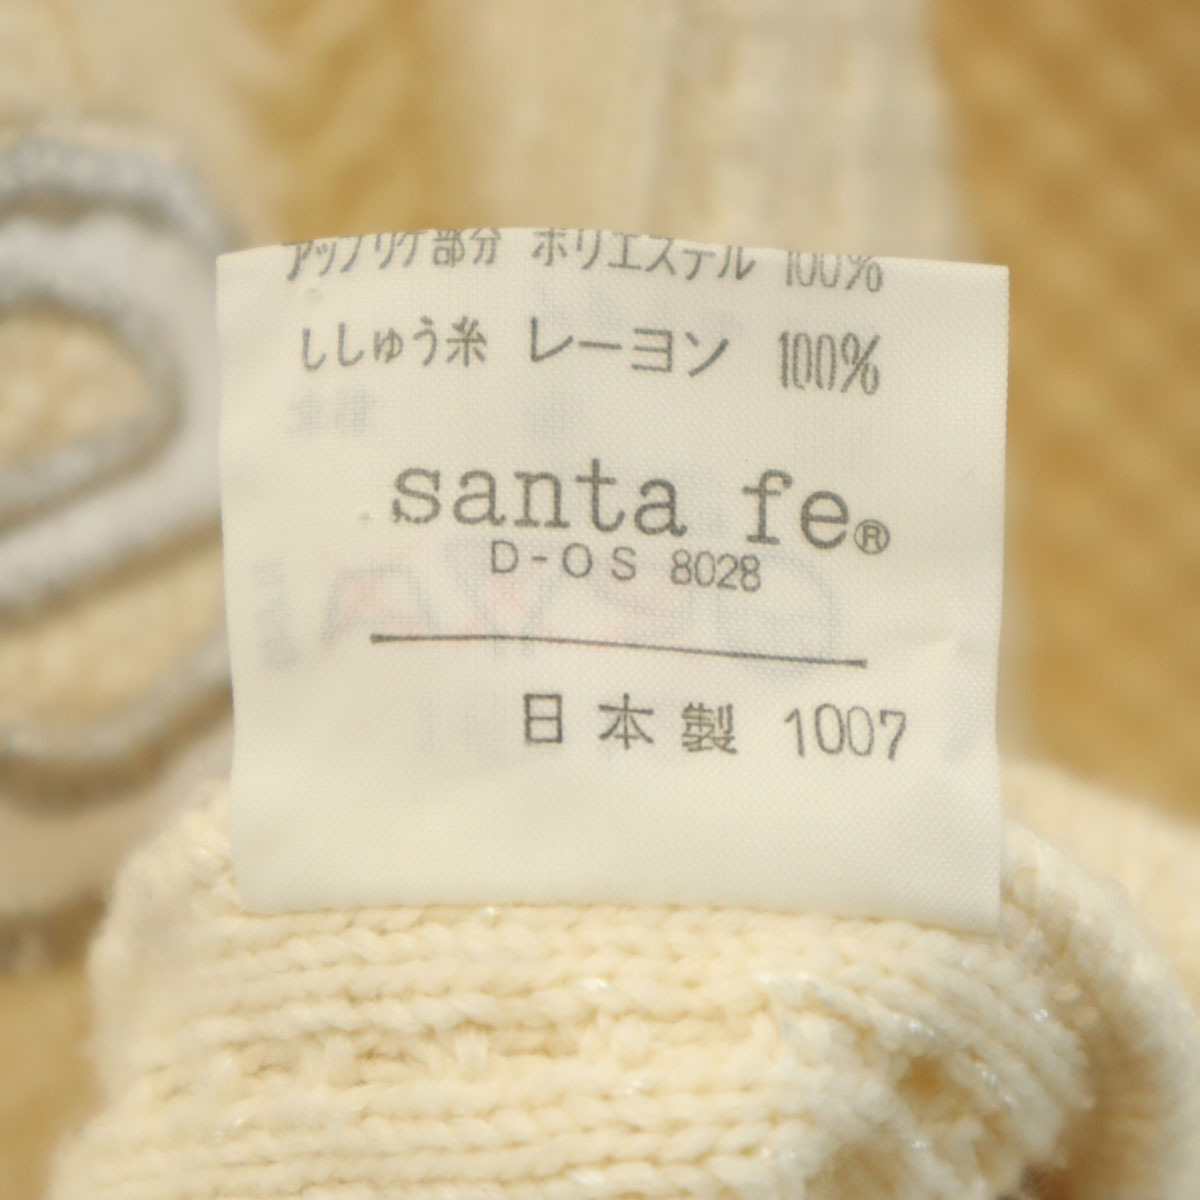 アップリケ部分 ポリエステル 100%
ししゅう糸 レーヨン 100%
santa fe®
D-OS 8028
日本製 1007